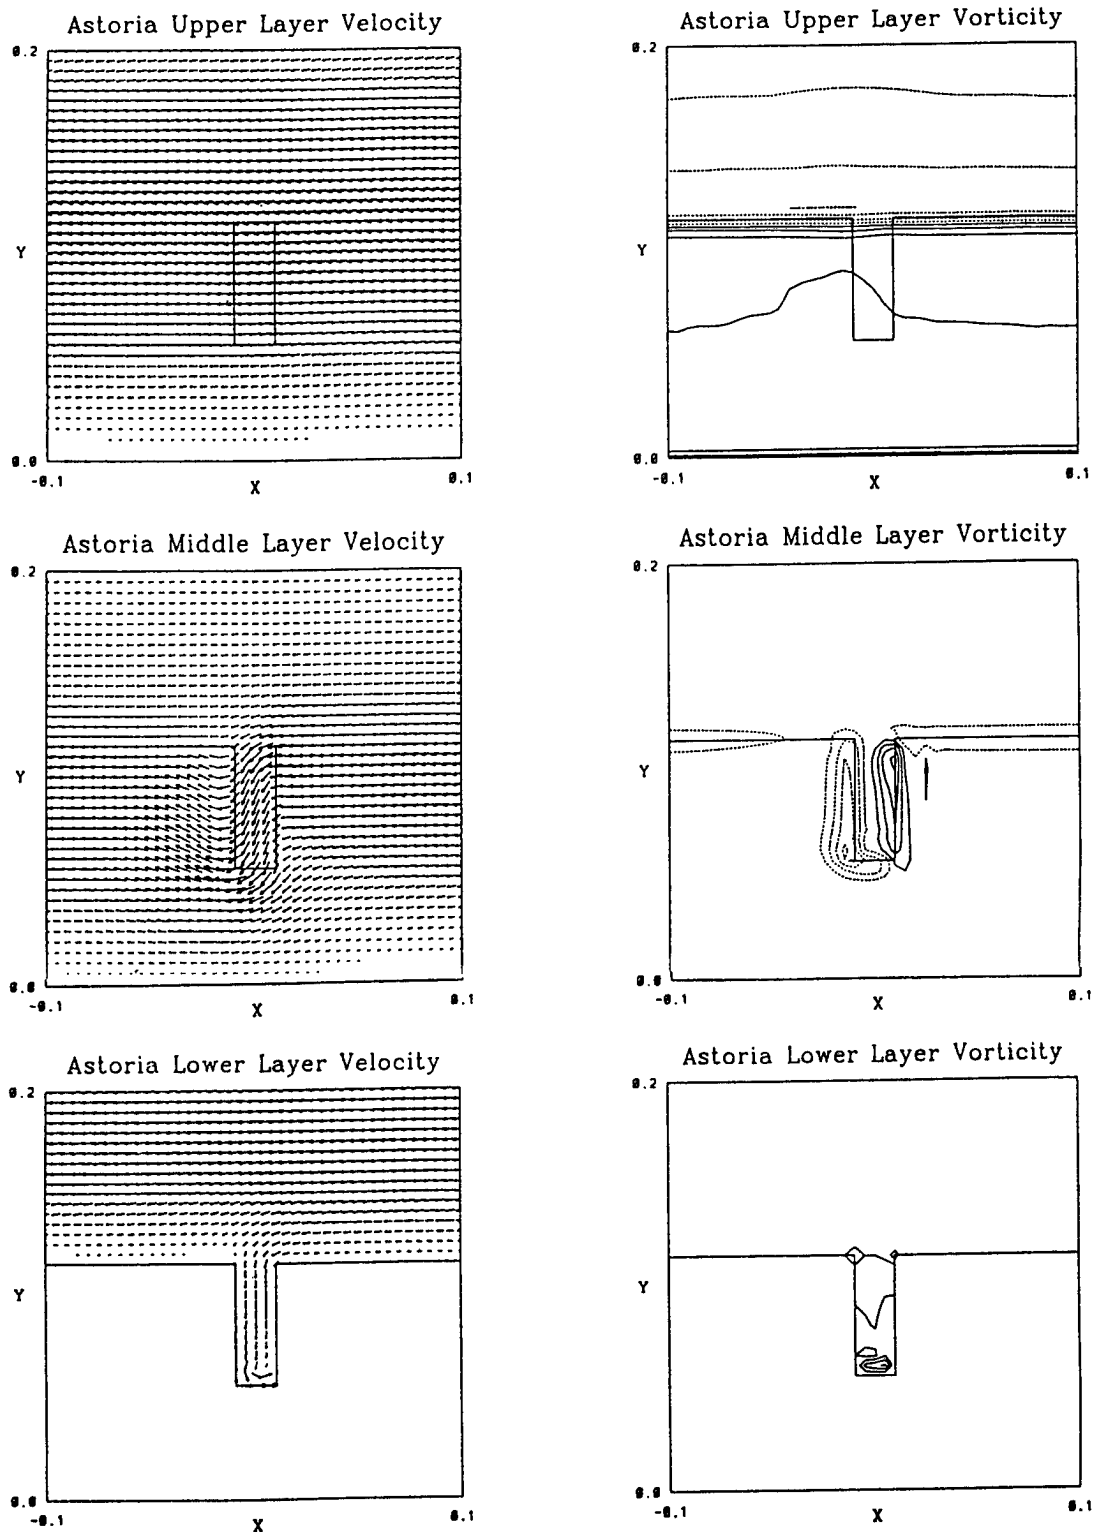 Astoria Upper Layer Velocity
0.2
Y
0.0
-0.1
X
0.1
Astoria Upper Layer Vorticity
0.2
Y
0.0
-0.1
X
0.1
Astoria Middle Layer Velocity
0.2
Y
0.0
-0.1
X
0.1
Astoria Middle Layer Vorticity
0.2
Y
0.0
-0.1
X
0.1
Astoria Lower Layer Velocity
0.2
Y
0.0
-0.1
X
0.1
Astoria Lower Layer Vorticity
0.2
Y
0.0
-0.1
X
0.1